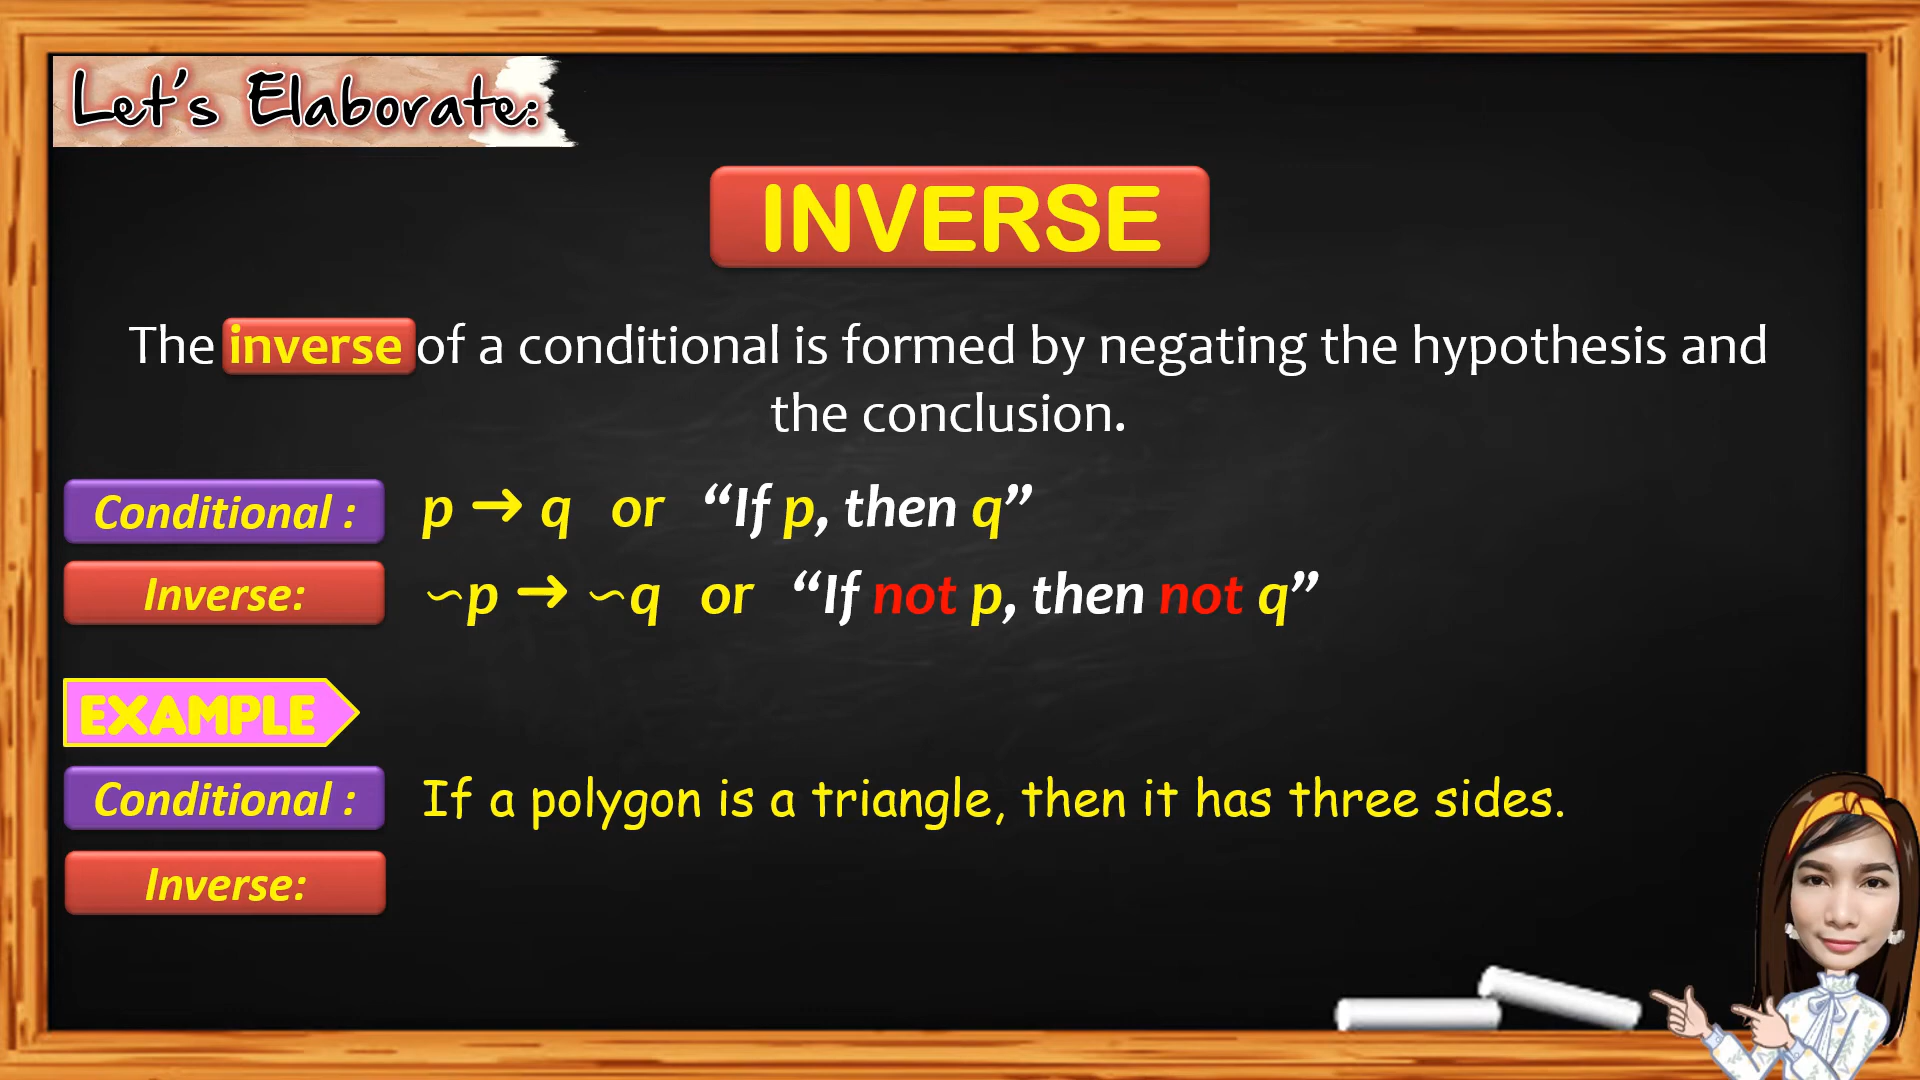 Let's Elaborate:
INVERSE
The inverse of a conditional is formed by negating the hypothesis and
the conclusion.
Conditional : p → q or “If p, then q”
Inverse: ∽p → ∽q or “If not p, then not q”
EXAMPLE
Conditional : If a polygon is a triangle, then it has three sides.
Inverse: